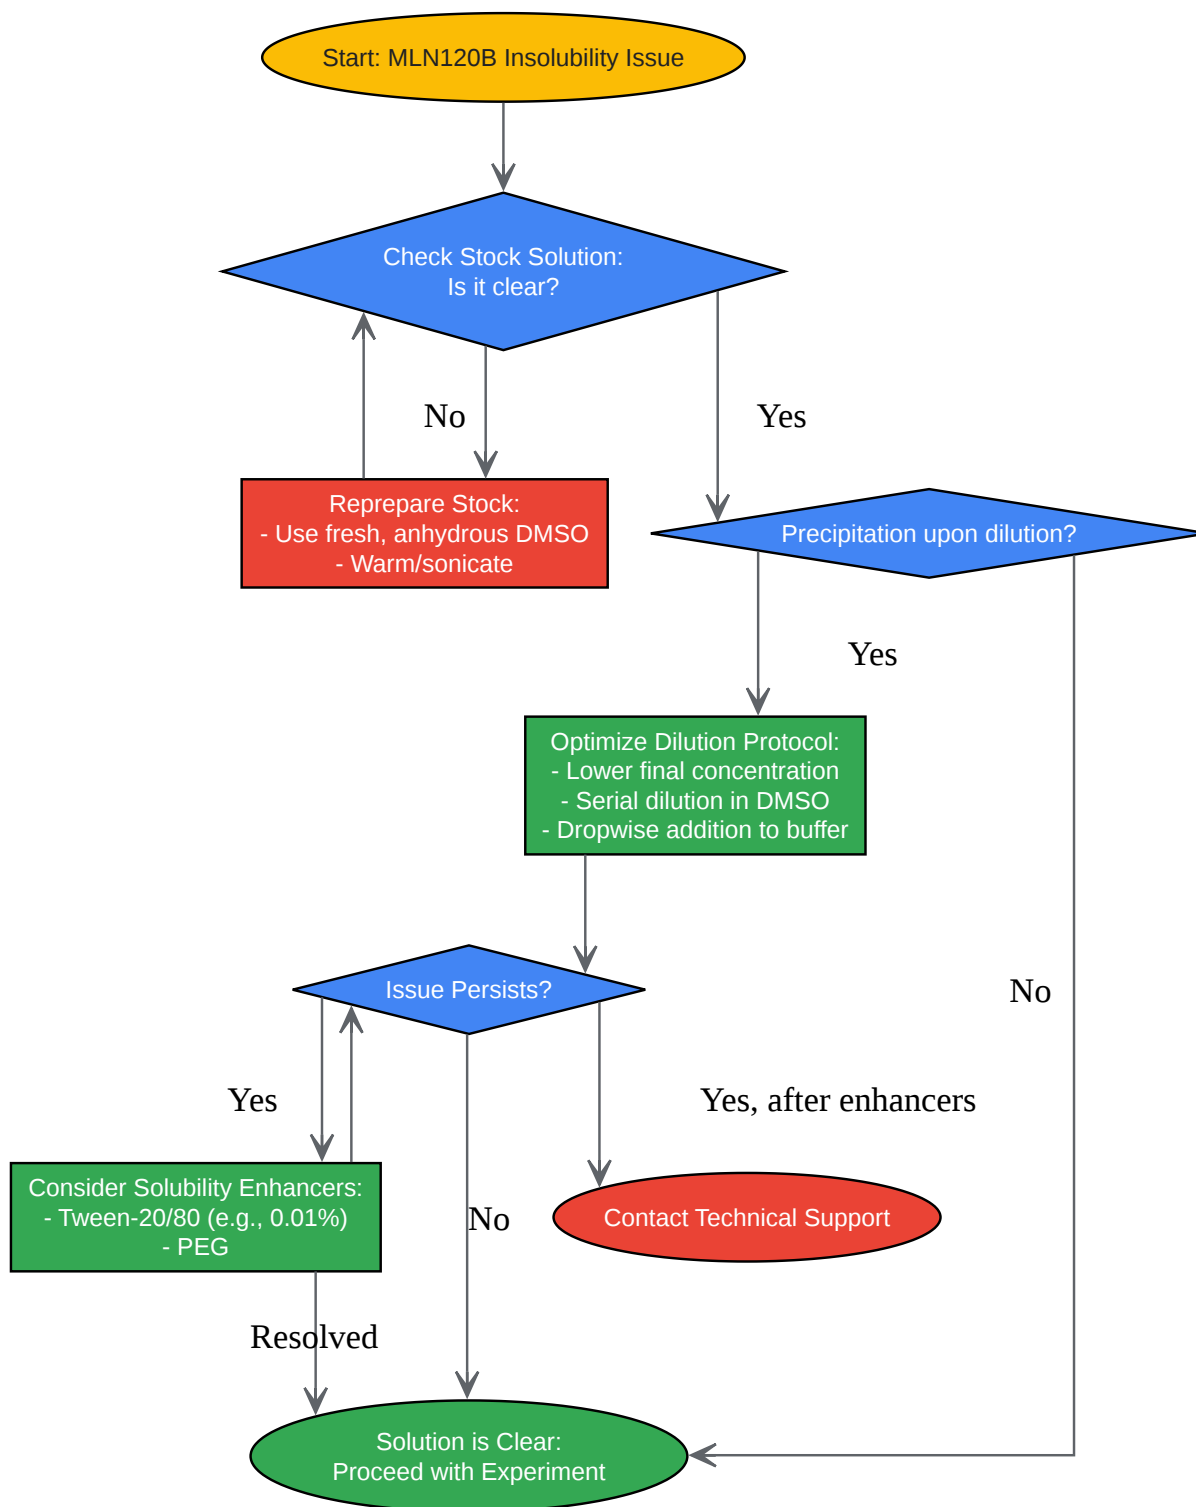 Start: MLN120B Insolubility Issue
Check Stock Solution:
Is it clear?
No
Yes
Reprepare Stock:
- Use fresh, anhydrous DMSO
- Warm/sonicate
Precipitation upon dilution?
Yes
Optimize Dilution Protocol:
- Lower final concentration
- Serial dilution in DMSO
- Dropwise addition to buffer
Issue Persists?
No
Yes
Yes, after enhancers
Consider Solubility Enhancers:
- Tween-20/80 (e.g., 0.01%)
- PEG
No
Contact Technical Support
Resolved
Solution is Clear:
Proceed with Experiment